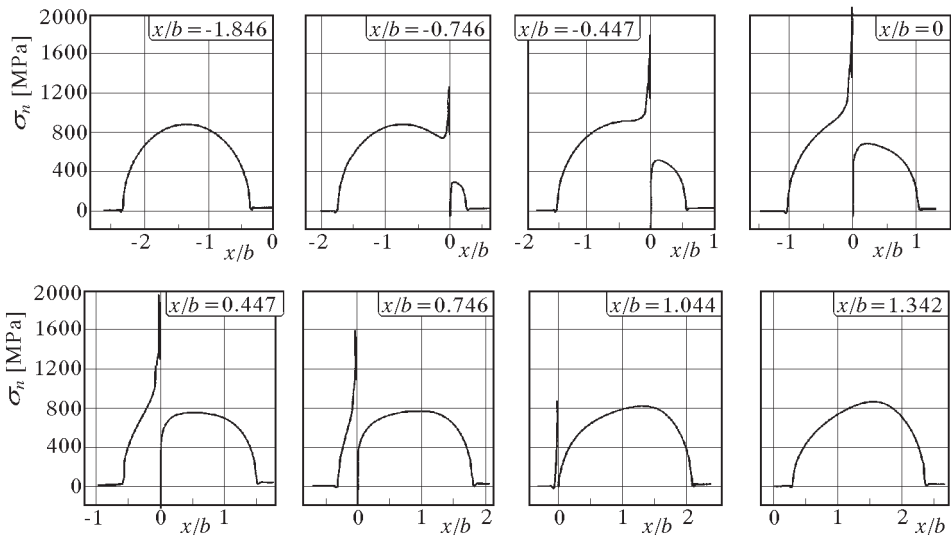 2000
1600
1200
800
400
0
σn [MPa]
x/b=-1.846
-2
-1
0
x/b
x/b=-0.746
-2
-1
0
x/b
x/b=-0.447
-2
-1
0
1
x/b
x/b=0
-1
0
1
x/b
2000
1600
1200
800
400
0
σn [MPa]
x/b=0.447
-1
0
1
x/b
x/b=0.746
0
1
2
x/b
x/b=1.044
0
1
2
x/b
x/b=1.342
0
1
2
x/b